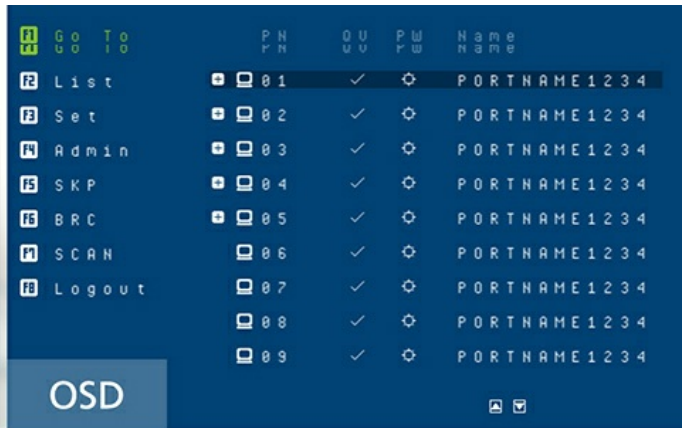 F1 Go To PN QV PW Name
F2 List 01 PORTNAME1234
F3 Set 02 PORTNAME1234
F4 Admin 03 PORTNAME1234
F5 SKP 04 PORTNAME1234
F6 BRC 05 PORTNAME1234
F7 SCAN 06 PORTNAME1234
F8 Logout 07 PORTNAME1234
08 PORTNAME1234
09 PORTNAME1234
OSD